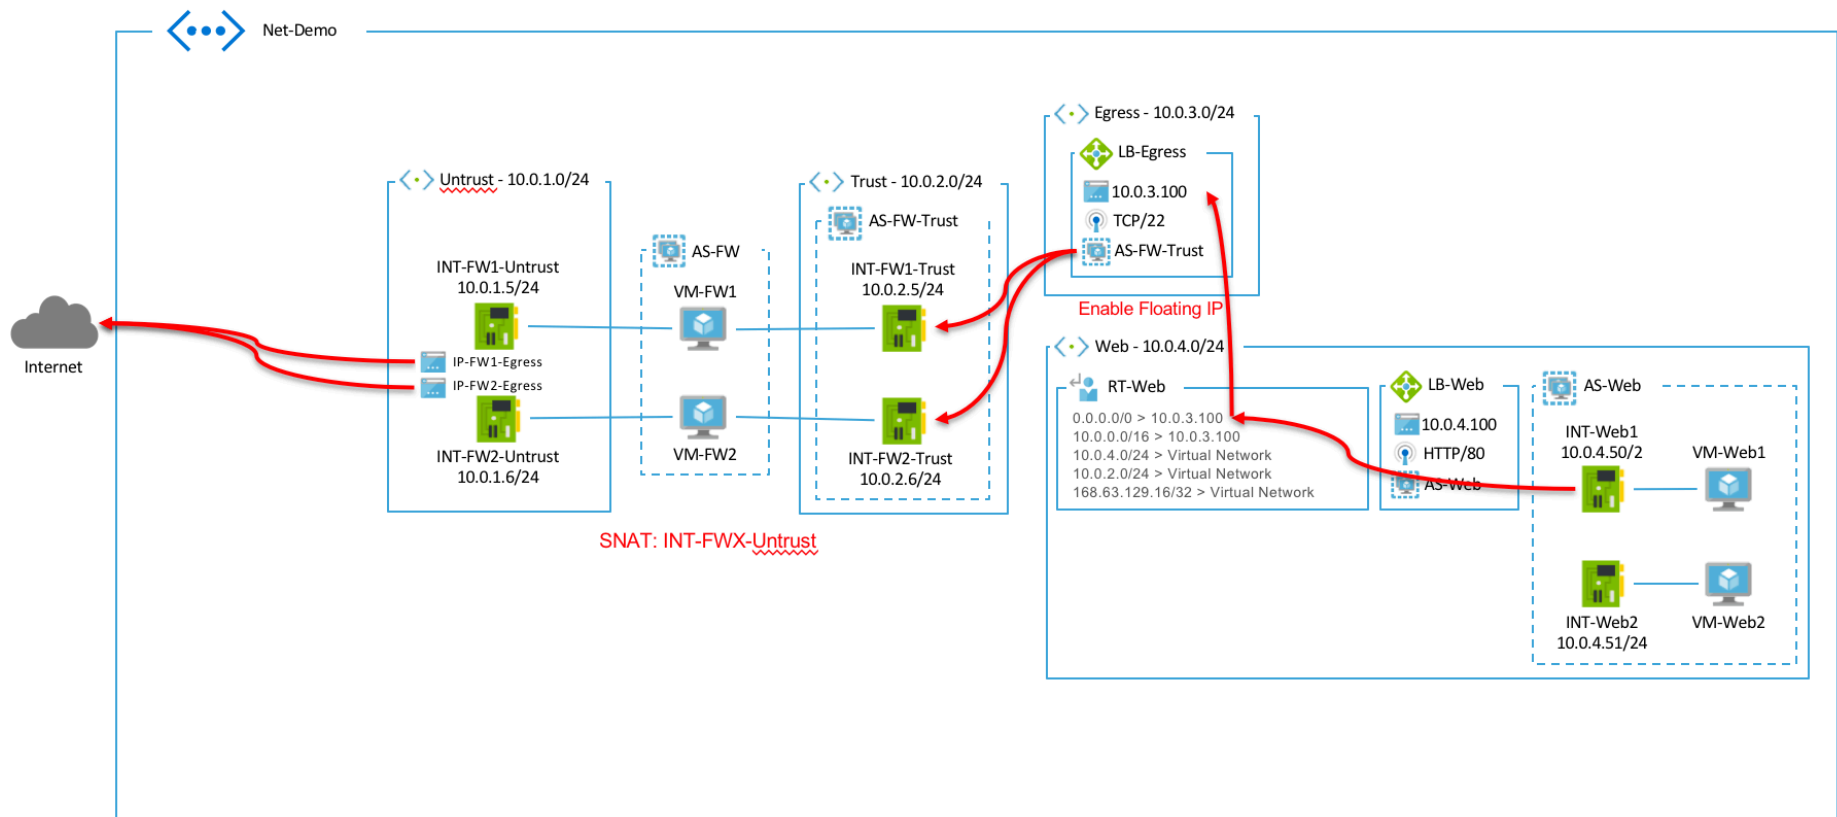 Net-Demo
Internet
Untrust - 10.0.1.0/24
INT-FW1-Untrust
10.0.1.5/24
IP-FW1-Egress
IP-FW2-Egress
INT-FW2-Untrust
10.0.1.6/24
AS-FW
VM-FW1
VM-FW2
SNAT: INT-FWX-Untrust
Trust - 10.0.2.0/24
AS-FW-Trust
INT-FW1-Trust
10.0.2.5/24
INT-FW2-Trust
10.0.2.6/24
Egress - 10.0.3.0/24
LB-Egress
10.0.3.100
TCP/22
AS-FW-Trust
Enable Floating IP
Web - 10.0.4.0/24
RT-Web
0.0.0.0/0 > 10.0.3.100
10.0.0.0/16 > 10.0.3.100
10.0.4.0/24 > Virtual Network
10.0.2.0/24 > Virtual Network
168.63.129.16/32 > Virtual Network
LB-Web
10.0.4.100
HTTP/80
AS-Web
AS-Web
INT-Web1
10.0.4.50/2
VM-Web1
INT-Web2
10.0.4.51/24
VM-Web2